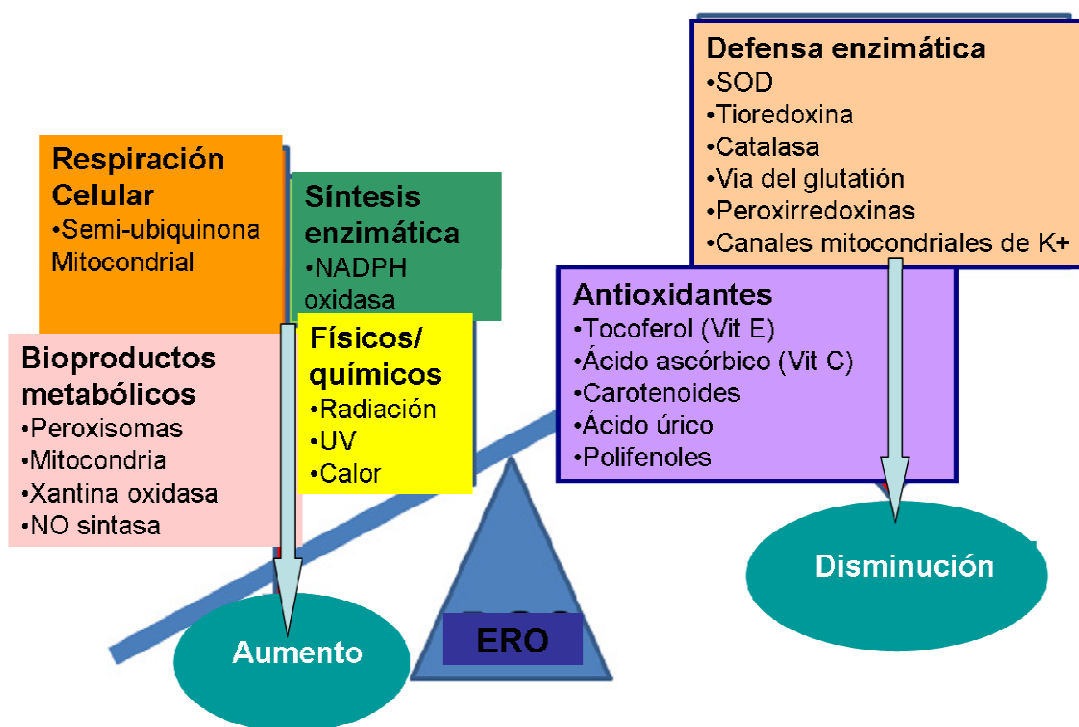 Respiración
Celular
•Semi-ubiquinona
Mitocondrial
Síntesis
enzimática
•NADPH
oxidasa
Bioproductos
metabólicos
•Peroxisomas
•Mitocondria
•Xantina oxidasa
•NO sintasa
Físicos/
químicos
•Radiación
•UV
•Calor
Aumento
ERO
Defensa enzimática
•SOD
•Tioredoxina
•Catalasa
•Via del glutatión
•Peroxirredoxinas
•Canales mitocondriales de K+
Antioxidantes
•Tocoferol (Vit E)
•Ácido ascórbico (Vit C)
•Carotenoides
•Ácido úrico
•Polifenoles
Disminución